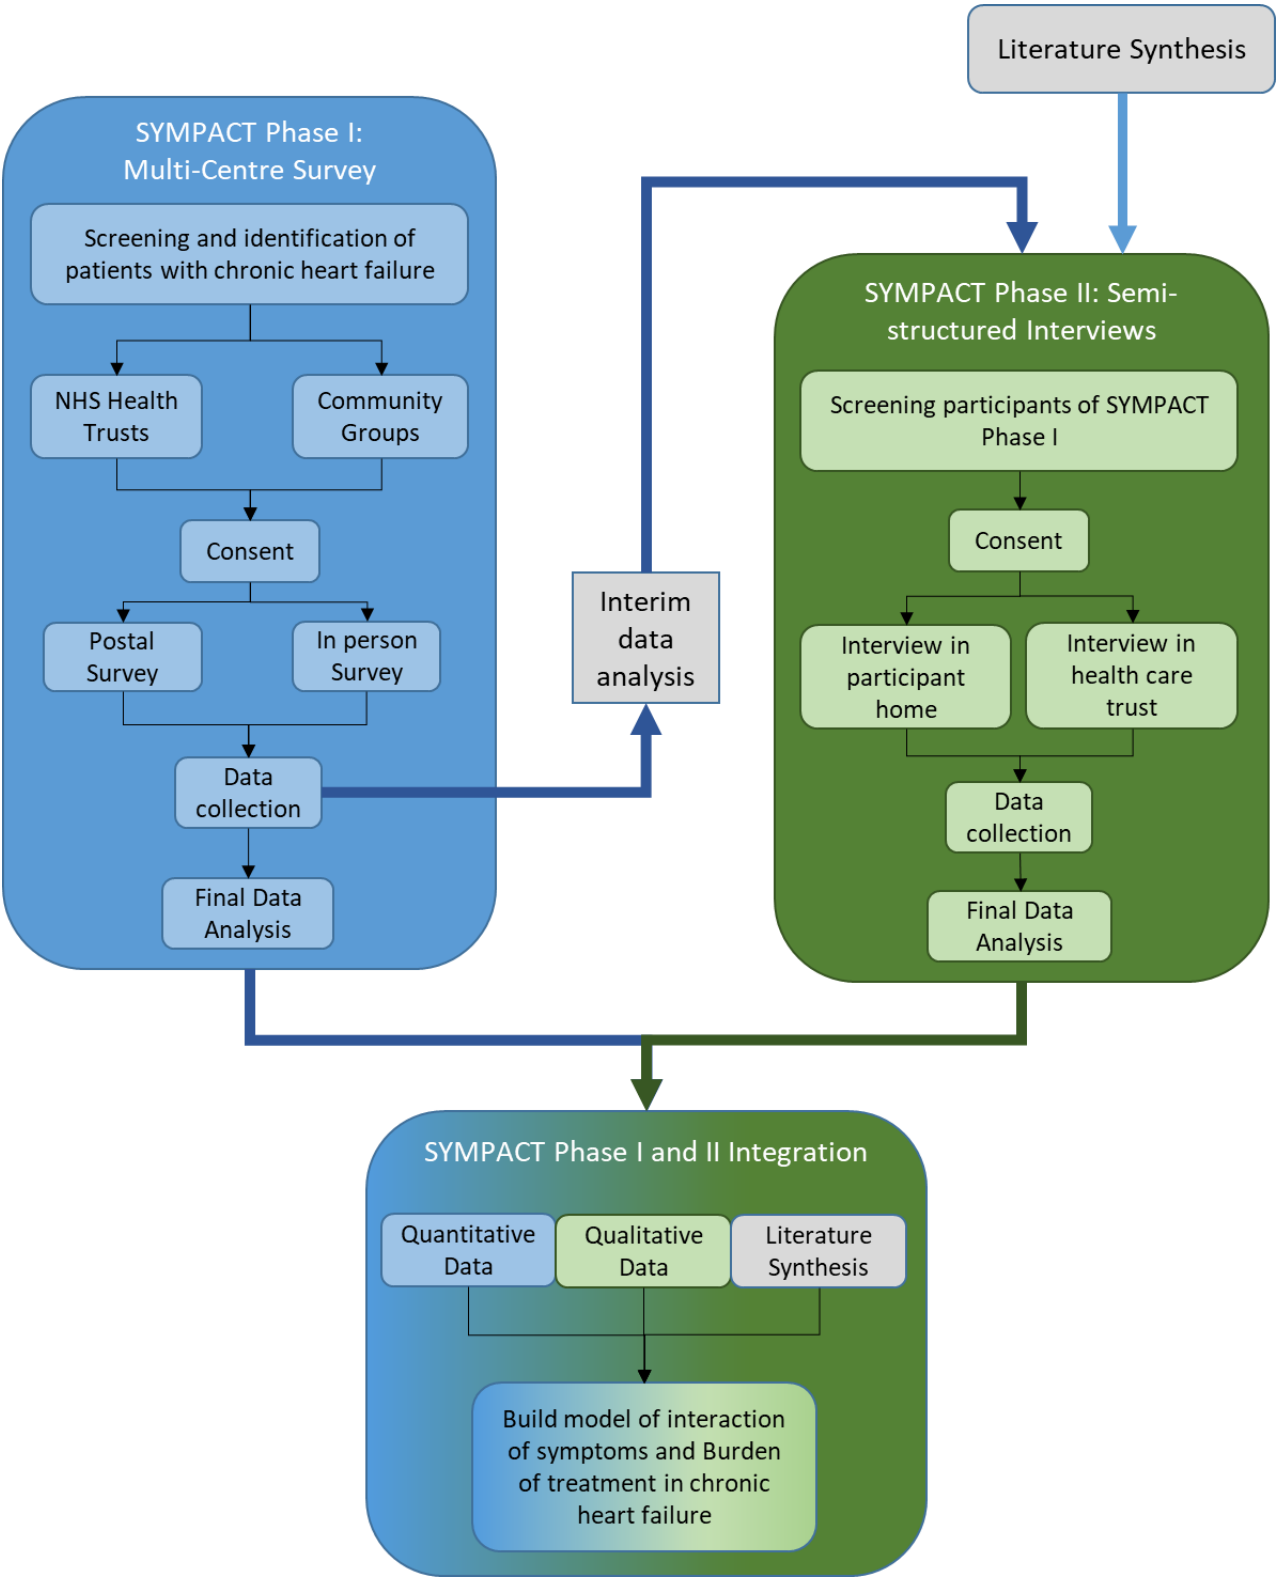 Literature Synthesis
SYMPACT Phase I:
Multi-Centre Survey
Screening and identification of
patients with chronic heart failure
NHS Health
Trusts
Community
Groups
Consent
Postal
Survey
In person
Survey
Data
collection
Final Data
Analysis
Interim
data
analysis
SYMPACT Phase II: Semi-
structured Interviews
Screening participants of SYMPACT
Phase I
Consent
Interview in
participant
home
Interview in
health care
trust
Data
collection
Final Data
Analysis
SYMPACT Phase I and II Integration
Quantitative
Data
Qualitative
Data
Literature
Synthesis
Build model of interaction
of symptoms and Burden
of treatment in chronic
heart failure